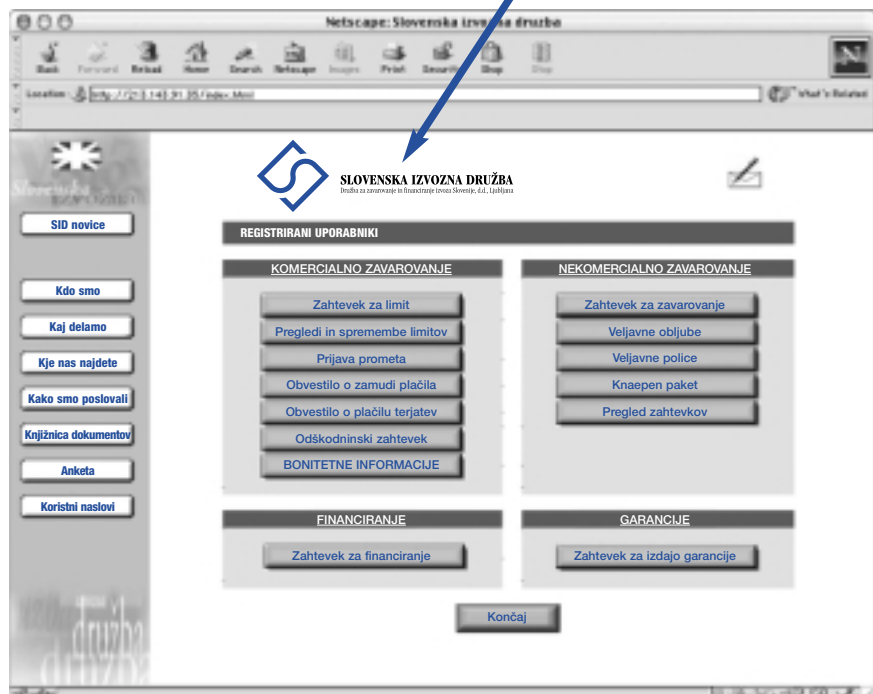 Netscape: Slovenska izvozna družba
Back Forward Reload Home Search Netscape Images Print Security Shop Stop
Location:
What's Related
Slovenska
SLOVENSKA IZVOZNA DRUŽBA
Družba za zavarovanje in financiranje izvoza Slovenije, d.d., Ljubljana
SID novice
Kdo smo
Kaj delamo
Kje nas najdete
Kako smo poslovali
Knjižnica dokumentov
Anketa
Koristni naslovi
REGISTRIRANI UPORABNIKI
KOMERCIALNO ZAVAROVANJE
Zahtevek za limit
Pregledi in spremembe limitov
Prijava prometa
Obvestilo o zamudi plačila
Obvestilo o plačilu terjatev
Odškodninski zahtevek
BONITETNE INFORMACIJE
NEKOMERCIALNO ZAVAROVANJE
Zahtevek za zavarovanje
Veljavne obljube
Veljavne police
Knaepen paket
Pregled zahtevkov
FINANCIRANJE
Zahtevek za financiranje
GARANCIJE
Zahtevek za izdajo garancije
Končaj
družba
družba